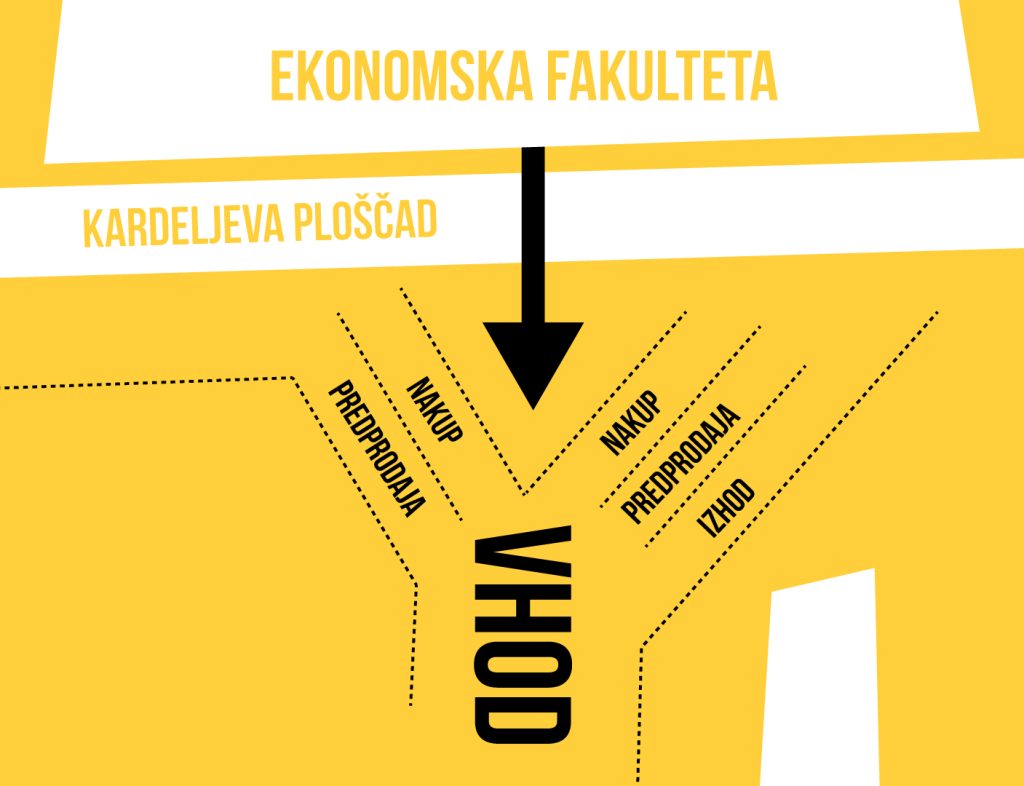 EKONOMSKA FAKULTETA
KARDELJEVA PLOŠČAD
PREDPRODAJA
NAKUP
NAKUP
PREDPRODAJA
IZHOD
VHOD